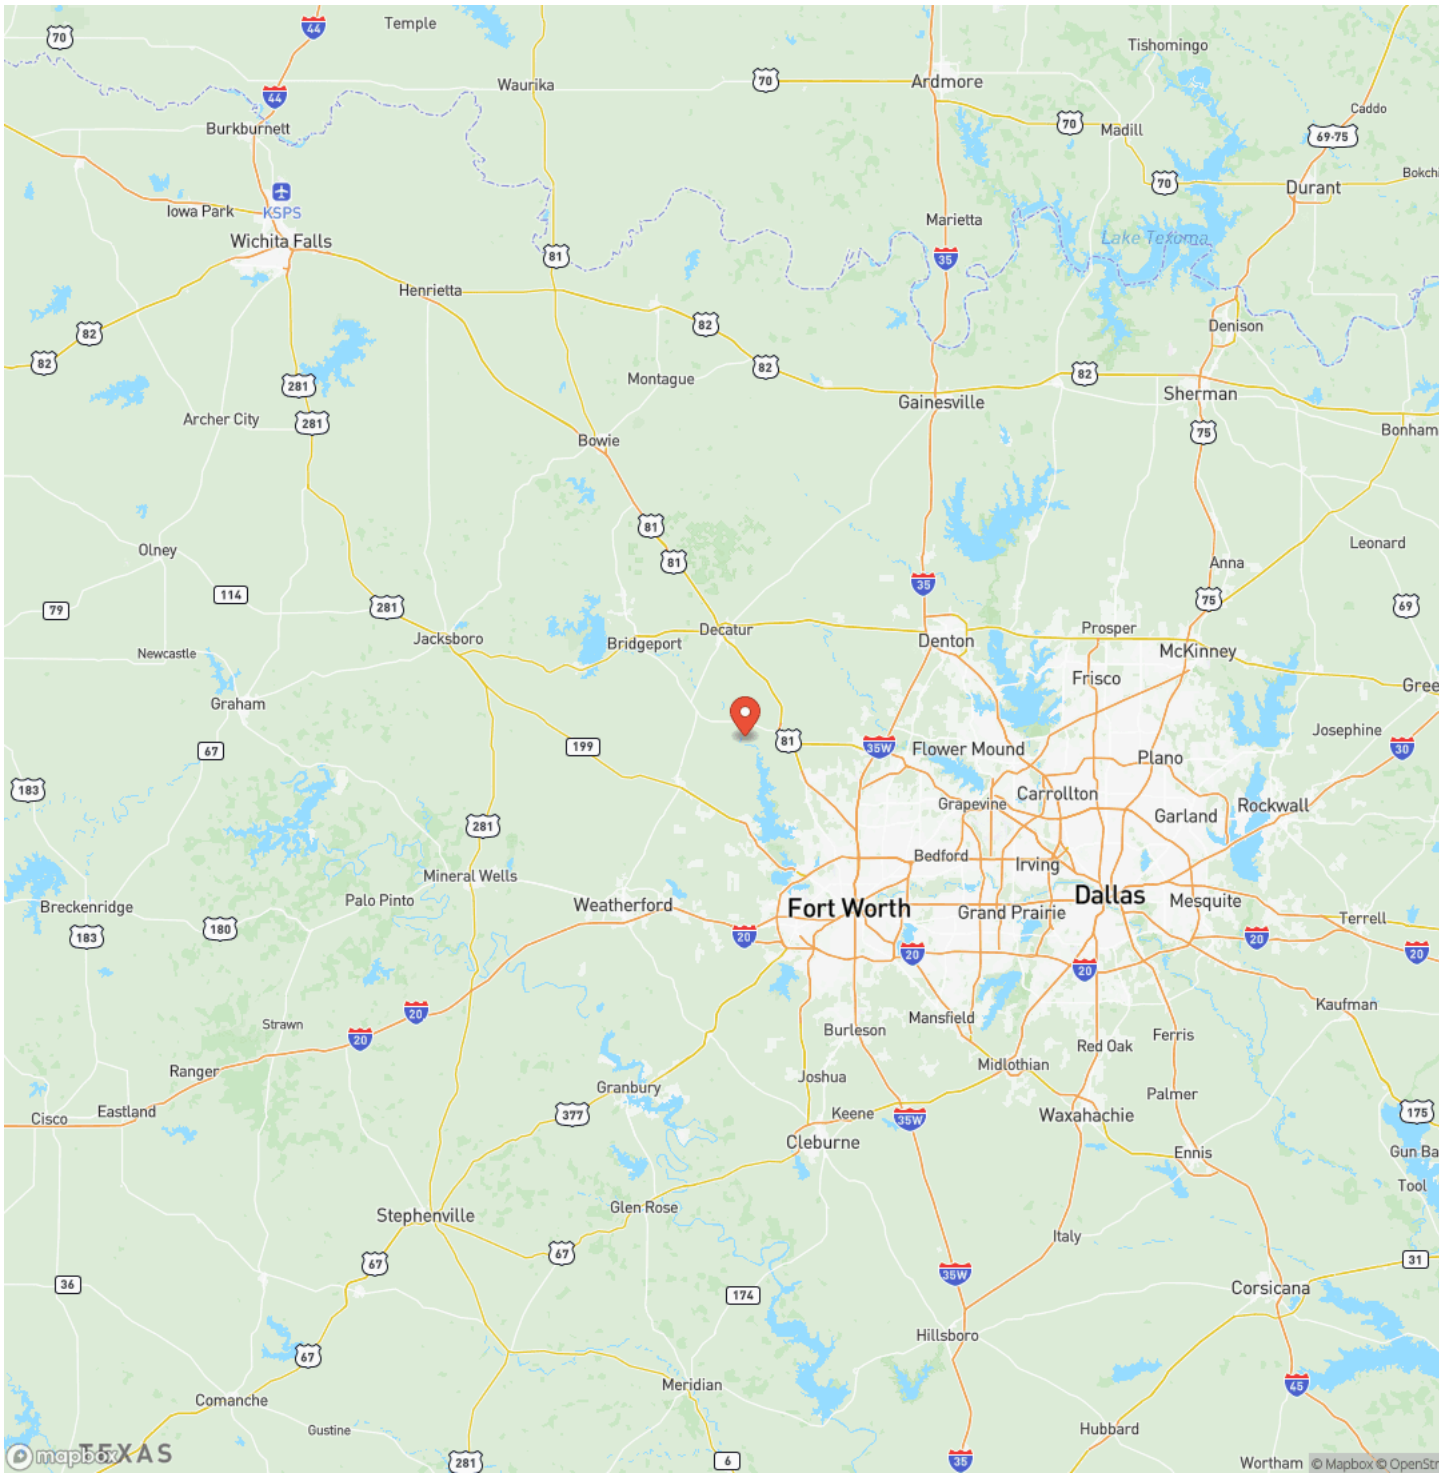 70
44
Temple
Tishomingo
Waurika
70
Ardmore
44
Caddo
Burkburnett
70
Madill
69-75
Bokchi
70
Durant
KSPS
Iowa Park
Marietta
Wichita Falls
Lake Texoma
81
35
Henrietta
82
82
Denison
82
82
Montague
82
281
Sherman
Gainesville
Archer City
281
75
Bonham
Bowie
81
Leonard
Olney
81
Anna
35
114
75
79
281
69
Decatur
Prosper
Jacksboro
Bridgeport
Denton
McKinney
Newcastle
Frisco
Gree
Graham
Josephine
67
199
81
35W
Flower Mound
30
Plano
183
Carrollton
Grapevine
Rockwall
Garland
281
Bedford
Irving
Mineral Wells
Dallas
Palo Pinto
Weatherford
Mesquite
Breckenridge
Fort Worth
Grand Prairie
Terrell
183
180
20
20
20
20
20
Kaufman
20
Strawn
20
Burleson
Mansfield
Ferris
Red Oak
Ranger
Joshua
Midlothian
Granbury
Palmer
Eastland
Cisco
377
Keene
35W
Waxahachie
175
Cleburne
Ennis
Gun Ba
Tool
Stephenville
Glen Rose
Italy
67
67
31
35W
36
174
Corsicana
Hillsboro
67
Meridian
45
Comanche
Gustine
Hubbard
mapbox
TEXAS
281
6
35
Wortham
© Mapbox © OpenStr